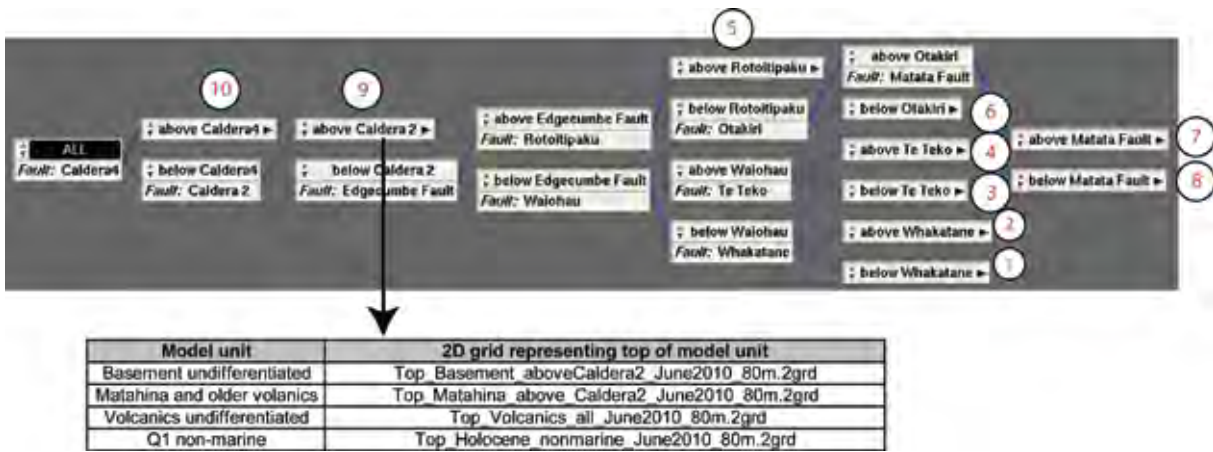 5
10
9
above Rotoitipaku
above Otakiri
Fault: Matata Fault
above Caldera4
above Caldera 2
above Edgecumbe Fault
Fault: Rotoitipaku
below Rotoitipaku
Fault: Otakiri
below Otakiri
6
ALL
Fault: Caldera4
below Caldera4
Fault: Caldera 2
below Caldera 2
Fault: Edgecumbe Fault
below Edgecumbe Fault
Fault: Waiohau
above Waiohau
Fault: Te Teko
above Te Teko
4
above Matata Fault
7
below Te Teko
3
below Matata Fault
8
below Waiohau
Fault: Whakatane
above Whakatane
2
below Whakatane
1
Model unit 2D grid representing top of model unit
Basement undifferentiated Top_Basement_aboveCaldera2_June2010_80m.2grd
Matahina and older volanics Top_Matahina_above_Caldera2_June2010_80m.2grd
Volcanics undifferentiated Top_Volcanics_all_June2010_80m.2grd
Q1 non-marine Top_Holocene_nonmarine_June2010_80m.2grd